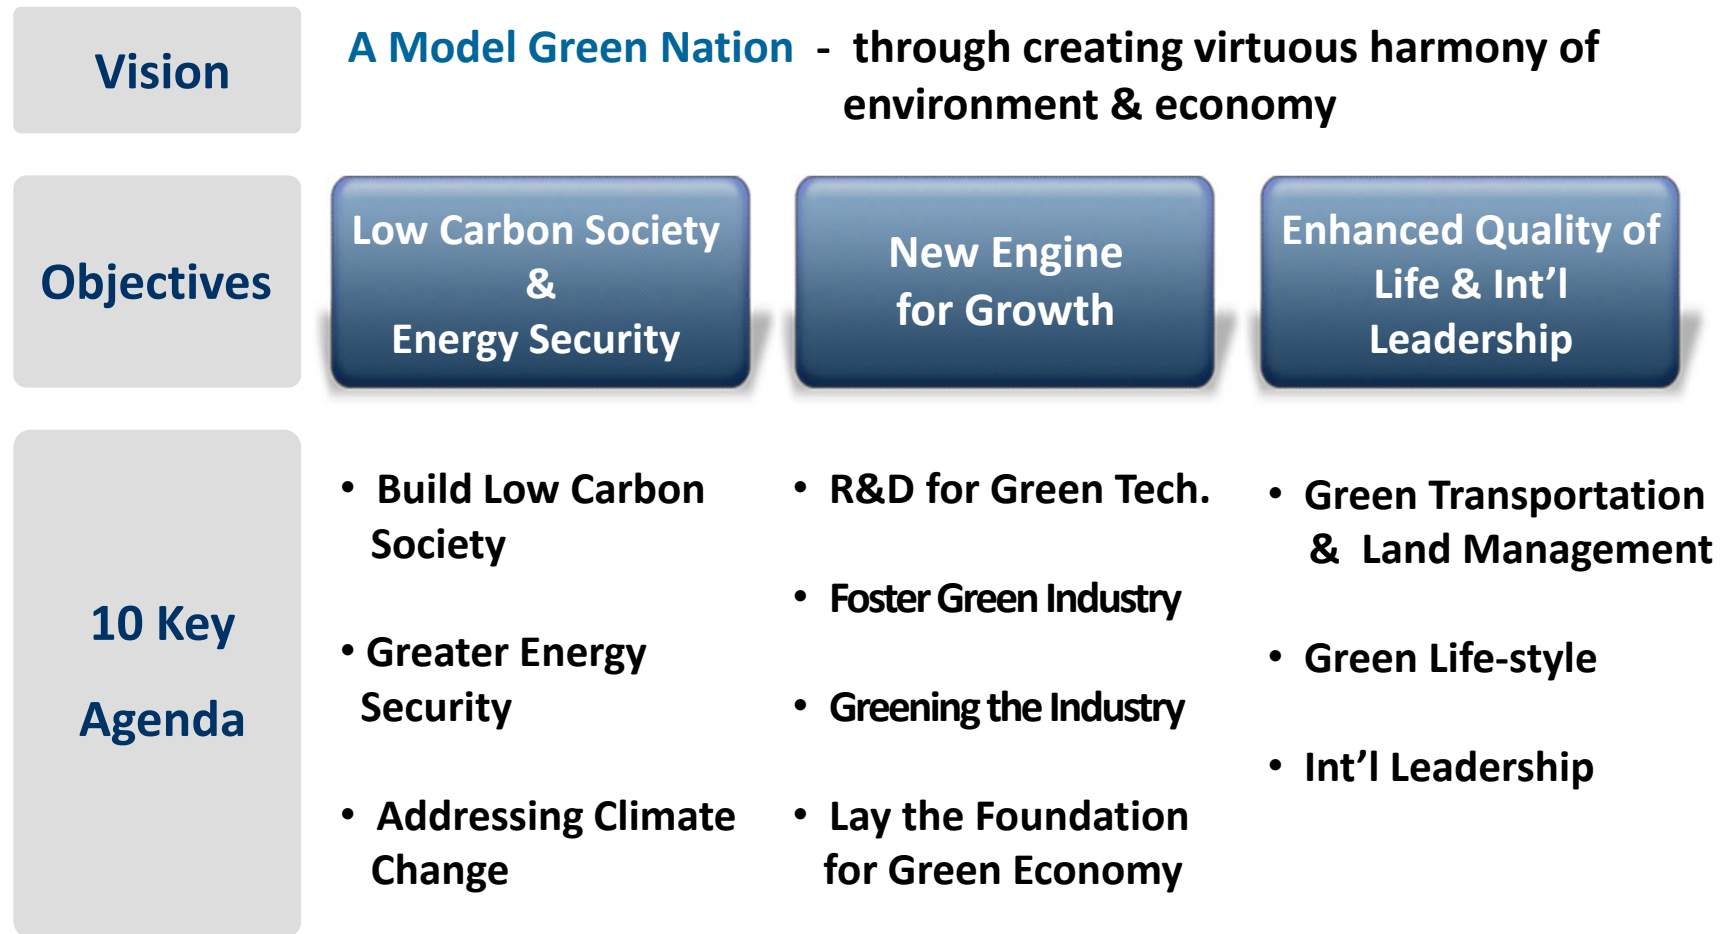 Vision
A Model Green Nation - through creating virtuous harmony of
environment & economy
Objectives
Low Carbon Society
&
Energy Security
New Engine
for Growth
Enhanced Quality of
Life & Int’l
Leadership
10 Key
Agenda
• Build Low Carbon
Society
• Greater Energy
Security
• Addressing Climate
Change
• R&D for Green Tech.
• Foster Green Industry
• Greening the Industry
• Lay the Foundation
for Green Economy
• Green Transportation
& Land Management
• Green Life-style
• Int’l Leadership